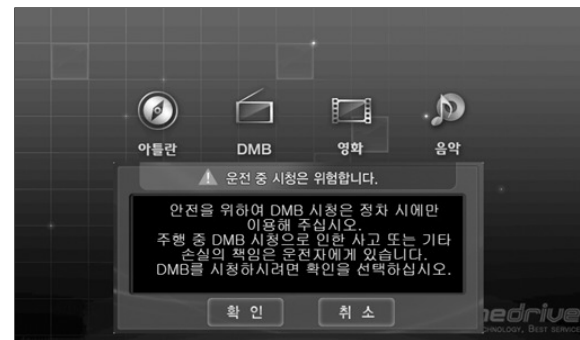 아틀란
DMB
영화
음악
운전 중 시청은 위험합니다.
안전을 위하여 DMB 시청은 정차 시에만
이용해 주십시오.
주행 중 DMB 시청으로 인한 사고 또는 기타
손실의 책임은 운전자에게 있습니다.
DMB를 시청하시려면 확인을 선택하십시오.
확 인
취 소
nedrive
CHNOLOGY, BEST SERVICE